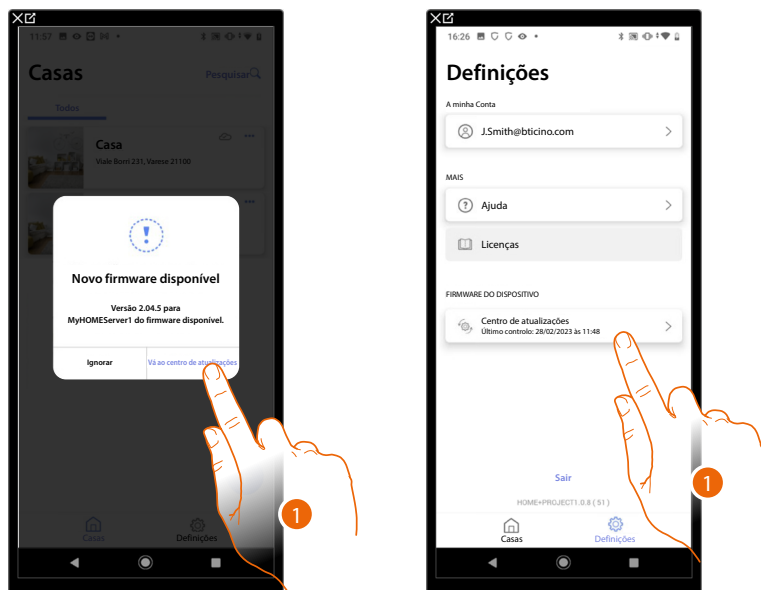 11:57
Casas
Pesquisar
Todos
Casa
Viale Borri 231, Varese 21100
Novo firmware disponível
Versão 2.04.5 para
MyHOMEServer1 do firmware disponível.
Ignorar
Vá ao centro de atualizações
1
Casas
Definições
16:26
Definições
A minha Conta
J.Smith@bticino.com
MAIS
Ajuda
Licenças
FIRMWARE DO DISPOSITIVO
Centro de atualizações
Último controlo: 28/02/2023 às 11:48
1
Sair
HOME+PROJECT1.0.8 ( 51 )
Casas
Definições